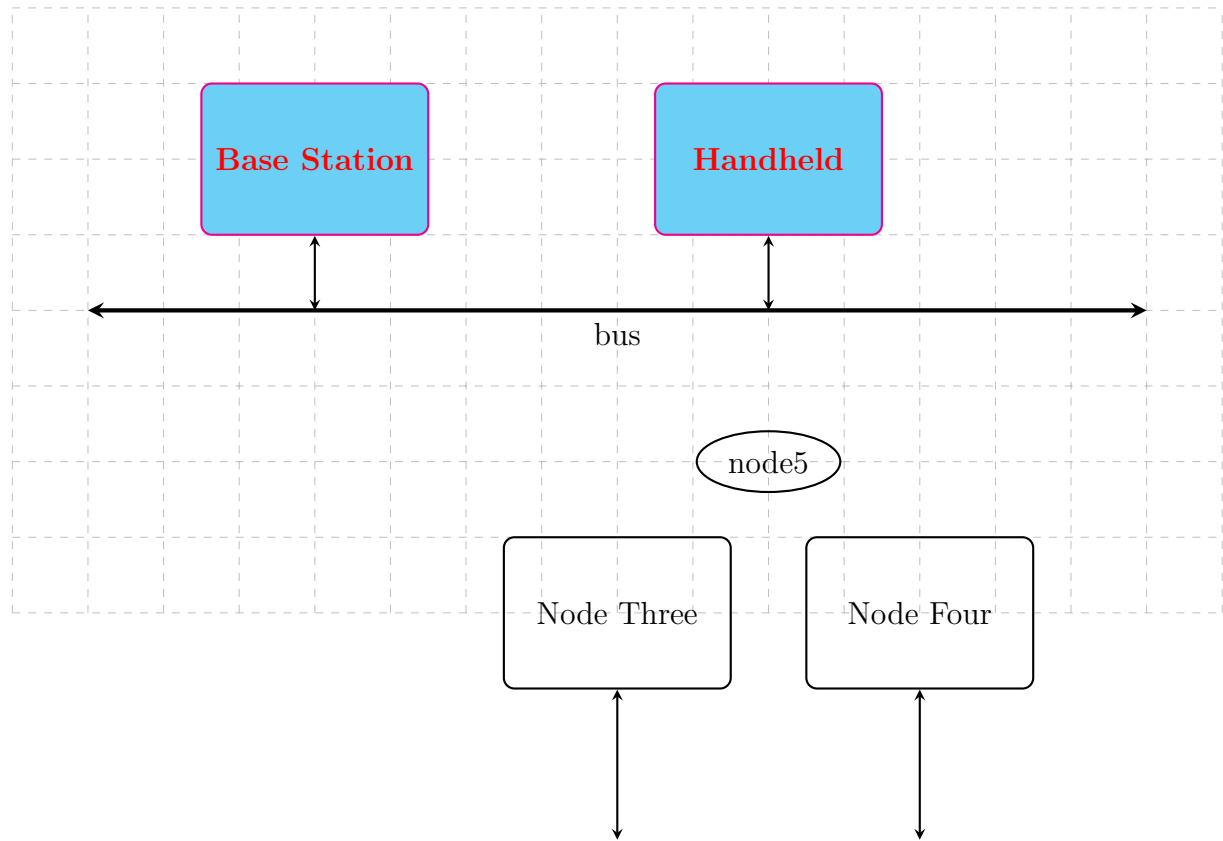 Base Station
Handheld
bus
node5
Node Three
Node Four